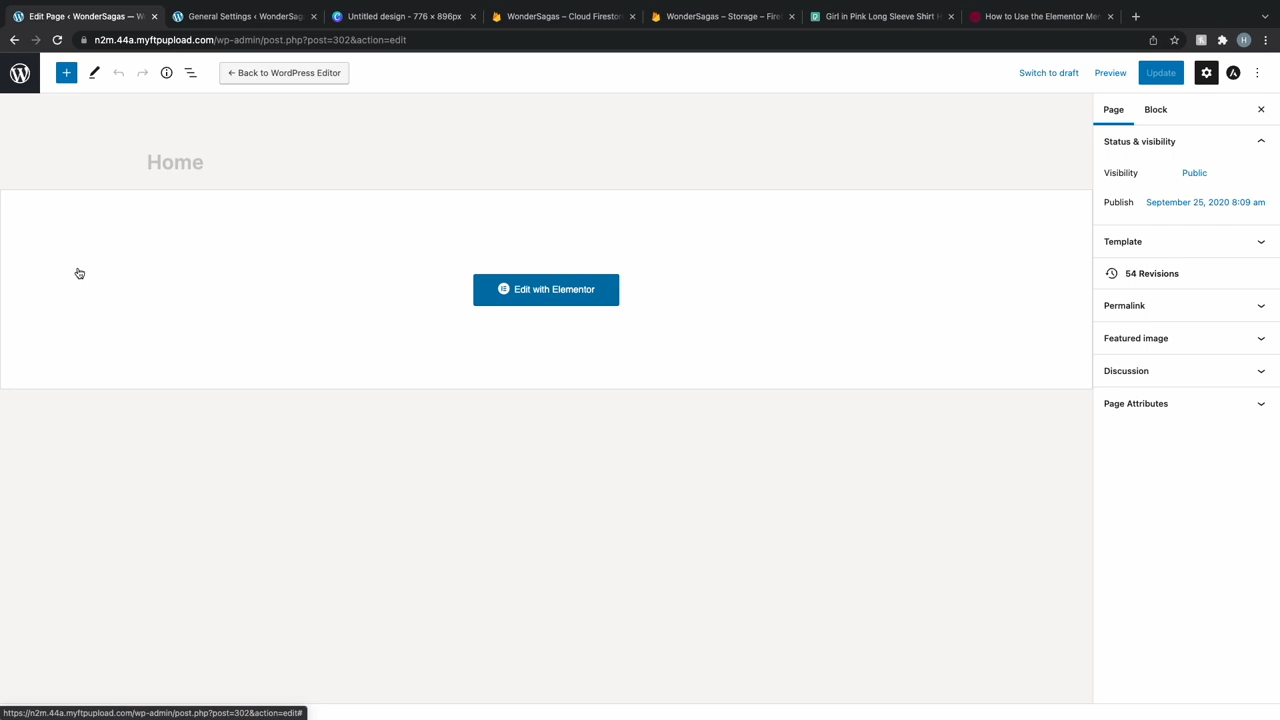 Edit Page ‹ WonderSagas — W
General Settings ‹ WonderSag
Untitled design - 776 × 896px
WonderSagas – Cloud Firestor
WonderSagas – Storage – Fire
Girl in Pink Long Sleeve Shirt H
How to Use the Elementor Me
n2m.44a.myftpupload.com/wp-admin/post.php?post=302&action=edit
H
← Back to WordPress Editor
Switch to draft
Preview
Update
Page
Block
Home
Status & visibility
Visibility
Public
Publish
September 25, 2020 8:09 am
Template
54 Revisions
Edit with Elementor
Permalink
Featured image
Discussion
Page Attributes
https://n2m.44a.myftpupload.com/wp-admin/post.php?post=302&action=edit#